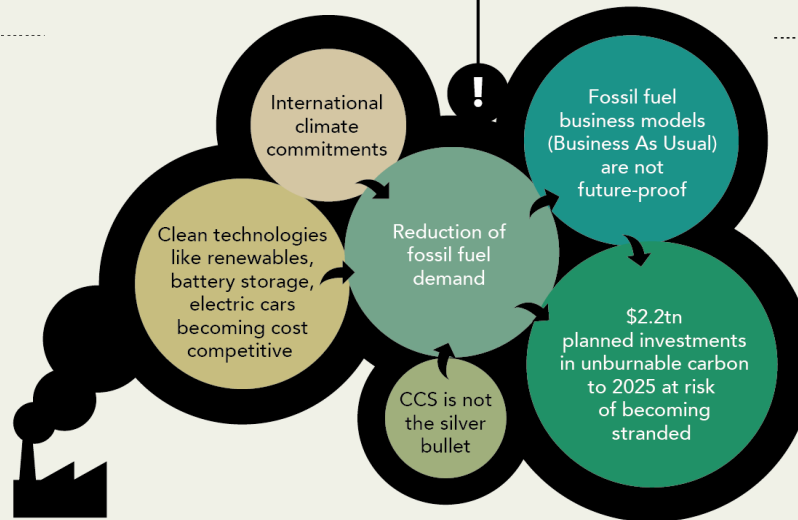 International
climate
commitments
!
Fossil fuel
business models
(Business As Usual)
are not
future-proof
Clean technologies
like renewables,
battery storage,
electric cars
becoming cost
competitive
Reduction of
fossil fuel
demand
$2.2tn
planned investments
in unburnable carbon
to 2025 at risk
of becoming
stranded
CCS is not
the silver
bullet